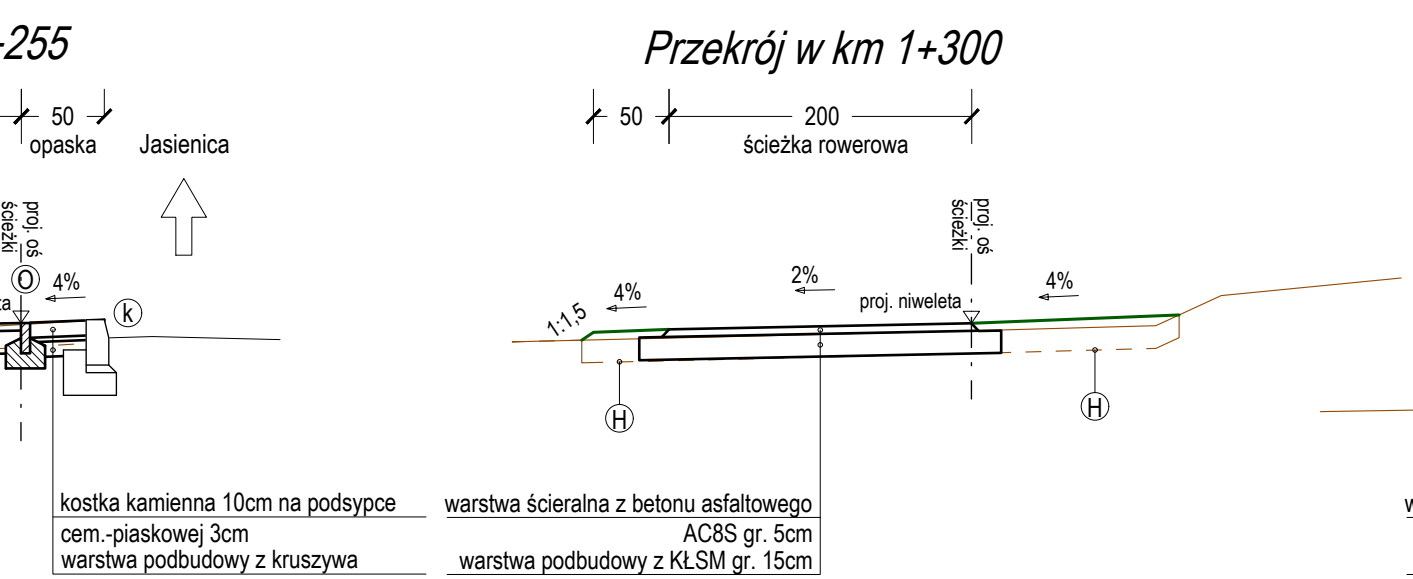 -255
50
opaska
Jasienica
proj. oś
ścieżki
O
4%
ta
k
kostka kamienna 10cm na podsypce
cem.-piaskowej 3cm
warstwa podbudowy z kruszywa
Przekrój w km 1+300
50
200
ścieżka rowerowa
proj. oś
ścieżki
1:1,5
4%
2%
proj. niweleta
4%
H
H
warstwa ścieralna z betonu asfaltowego
AC8S gr. 5cm
warstwa podbudowy z KŁSM gr. 15cm
w